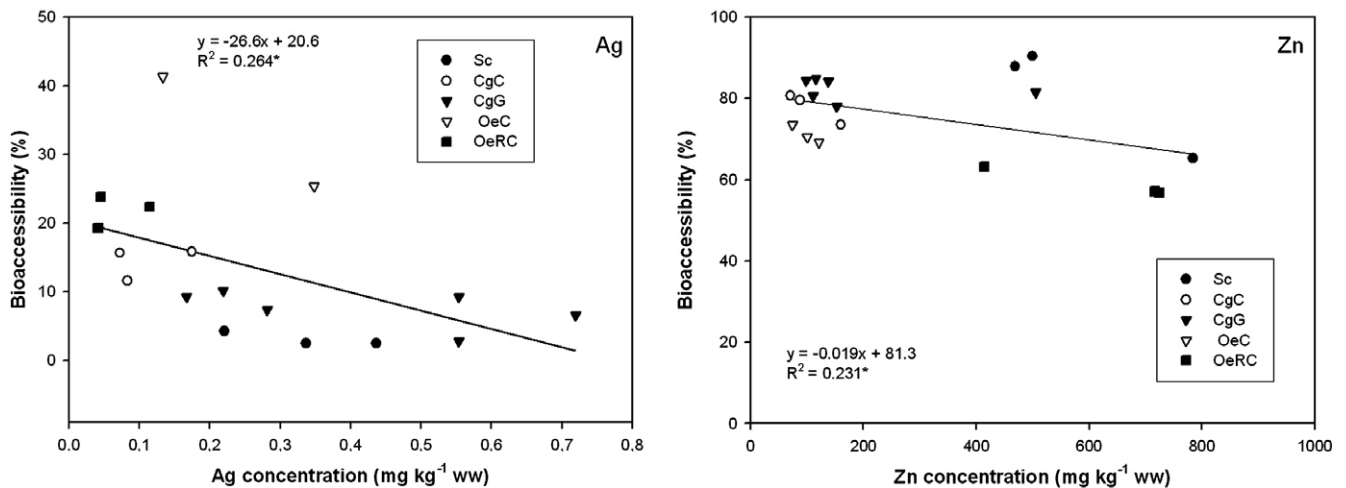 50
40
30
20
10
0
Bioaccessibility (%)
y = -26.6x + 20.6
R² = 0.264*
Ag
Sc
CgC
CgG
OeC
OeRC
0.0 0,1 0,2 0,3 0,4 0,5 0,6 0,7 0,8
Ag concentration (mg kg⁻¹ ww)
100
80
60
40
20
0
Bioaccessibility (%)
Zn
Sc
CgC
CgG
OeC
OeRC
y = -0.019x + 81.3
R² = 0.231*
0 200 400 600 800 1000
Zn concentration (mg kg⁻¹ ww)